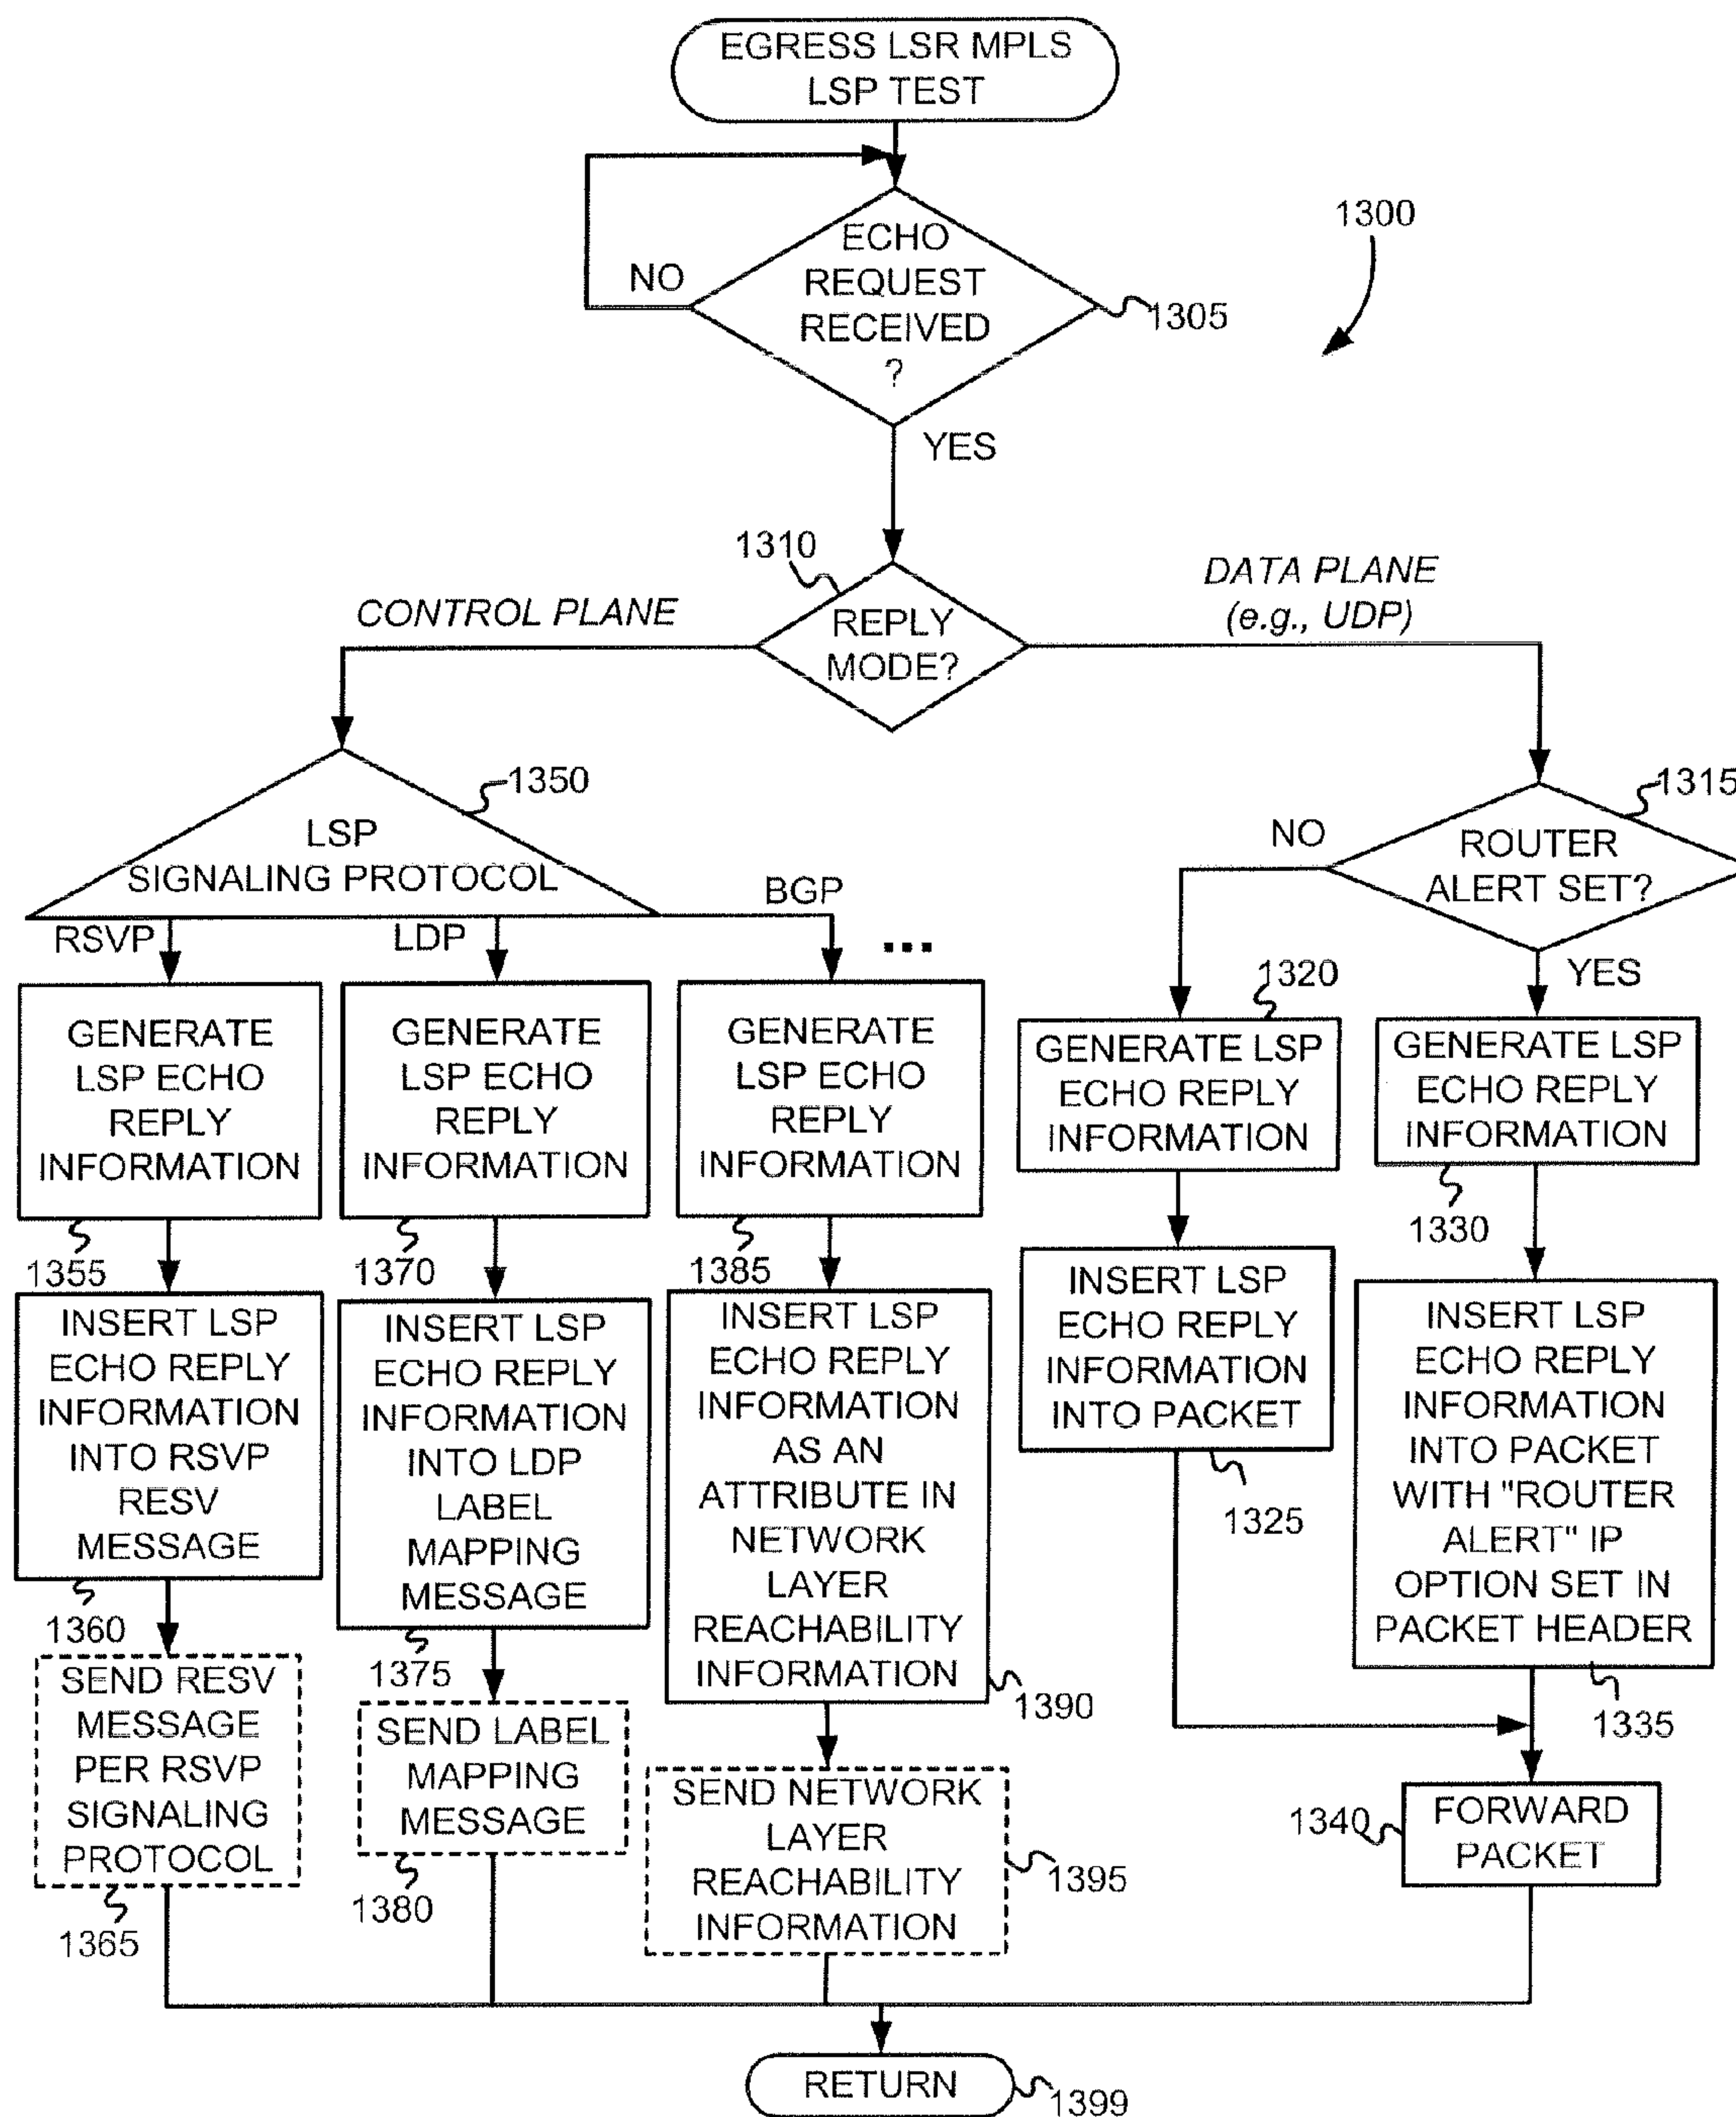 EGRESS LSR MPLS
LSP TEST
1300
ECHO
REQUEST
RECEIVED
?
NO
1305
YES
1310
REPLY
MODE?
CONTROL PLANE
DATA PLANE
(e.g., UDP)
1350
LSP
SIGNALING PROTOCOL
RSVP
LDP
BGP
...
1315
ROUTER
ALERT SET?
NO
YES
GENERATE
LSP ECHO
REPLY
INFORMATION
1355
INSERT LSP
ECHO REPLY
INFORMATION
INTO RSVP
RESV
MESSAGE
1360
SEND RESV
MESSAGE
PER RSVP
SIGNALING
PROTOCOL
1365
GENERATE
LSP ECHO
REPLY
INFORMATION
1370
INSERT LSP
ECHO REPLY
INFORMATION
INTO LDP
LABEL
MAPPING
MESSAGE
1375
SEND LABEL
MAPPING
MESSAGE
1380
GENERATE
LSP ECHO
REPLY
INFORMATION
1385
INSERT LSP
ECHO REPLY
INFORMATION
AS AN
ATTRIBUTE IN
NETWORK
LAYER
REACHABILITY
INFORMATION
1390
SEND NETWORK
LAYER
REACHABILITY
INFORMATION
1395
1320
GENERATE LSP
ECHO REPLY
INFORMATION
INSERT LSP
ECHO REPLY
INFORMATION
INTO PACKET
1325
GENERATE LSP
ECHO REPLY
INFORMATION
1330
INSERT LSP
ECHO REPLY
INFORMATION
INTO PACKET
WITH "ROUTER
ALERT" IP
OPTION SET IN
PACKET HEADER
1335
1340
FORWARD
PACKET
RETURN
1399